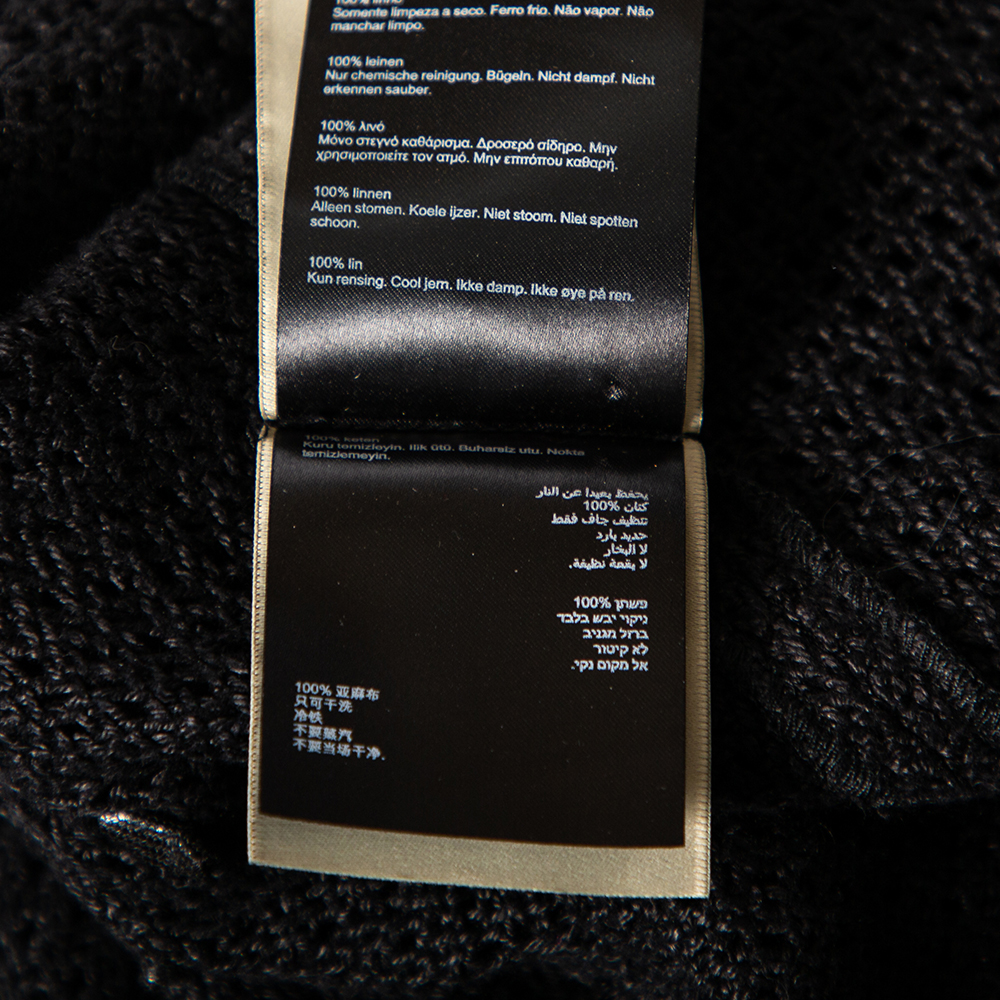 100% linho
Somente limpeza a seco. Ferro frio. Não vapor. Não
manchar limpo.
100% leinen
Nur chemische reinigung. Bügeln. Nicht dampf. Nicht
erkennen sauber.
100% λινό
Μόνο στεγνό καθάρισμα. Δροσερό σίδηρο. Μην
χρησιμοποιείτε τον ατμό. Μην επιτόπου καθαρή.
100% linnen
Alleen stomen. Koele ijzer. Niet stoom. Niet spotten
schoon.
100% lin
Kun rensing. Cool jern. Ikke damp. Ikke øye på ren.
100% keten
Kuru temizleyin. Ilik ütü. Buharsiz utu. Nokte
temizlemeyin.
يحفظ بعيدا عن النار
كتان %100
تنظيف جاف فقط
حديد بارد
لا البخار
لا بقعة نظيفة.
פשתן 100%
ניקוי יבש בלבד
ברזל מגניב
לא קיטור
אל מקום נקי.
100% 亚麻布
只可干洗
冷铁
不要蒸汽
不要当场干净.